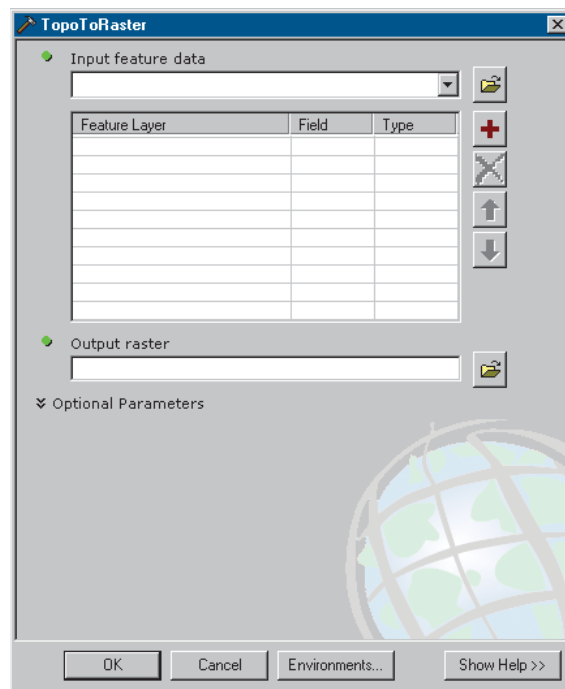 TopoToRaster
Input feature data
Feature Layer Field Type
Output raster
Optional Parameters
OK Cancel Environments... Show Help >>